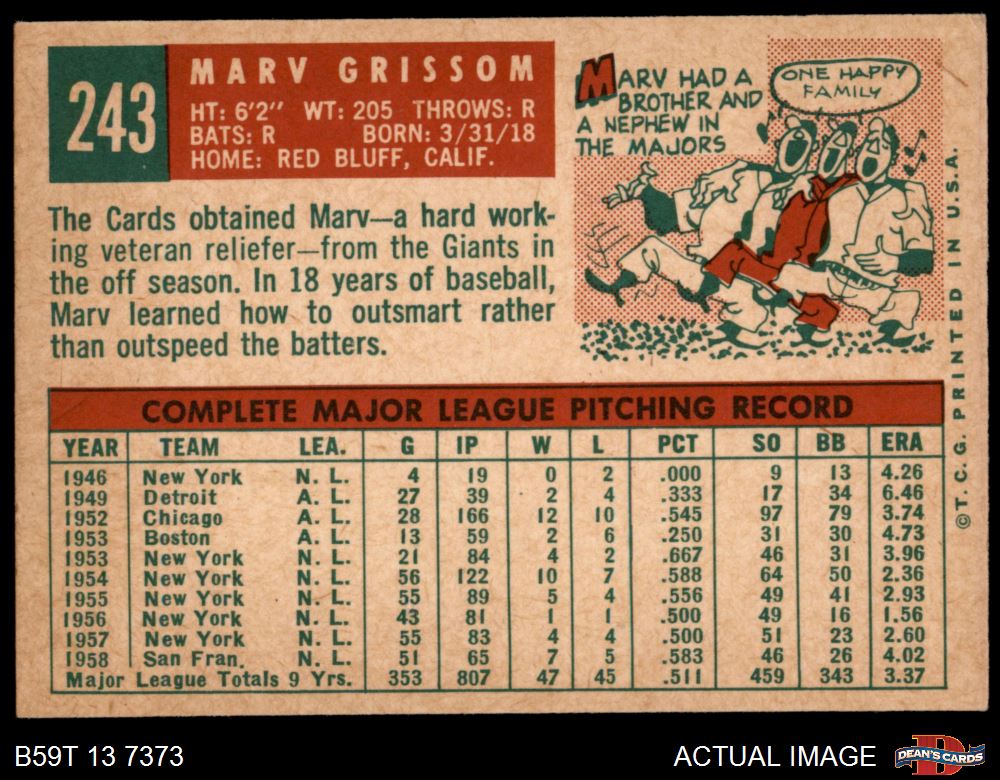 243
MARV GRISSOM
HT: 6'2" WT: 205 THROWS: R
BATS: R BORN: 3/31/18
HOME: RED BLUFF, CALIF.
MARV HAD A
BROTHER AND
A NEPHEW IN
THE MAJORS
ONE HAPPY
FAMILY
The Cards obtained Marv—a hard work-
ing veteran reliefer—from the Giants in
the off season. In 18 years of baseball,
Marv learned how to outsmart rather
than outspeed the batters.
COMPLETE MAJOR LEAGUE PITCHING RECORD
YEAR TEAM LEA. G IP W L PCT SO BB ERA
1946 New York N. L. 4 19 0 2 .000 9 13 4.26
1949 Detroit A. L. 27 39 2 4 .333 17 34 6.46
1952 Chicago A. L. 28 166 12 10 .545 97 79 3.74
1953 Boston A. L. 13 59 2 6 .250 31 30 4.73
1953 New York N. L. 21 84 4 2 .667 46 31 3.96
1954 New York N. L. 56 122 10 7 .588 64 50 2.36
1955 New York N. L. 55 89 5 4 .556 49 41 2.93
1956 New York N. L. 43 81 1 1 .500 49 16 1.56
1957 New York N. L. 55 83 4 4 .500 51 23 2.60
1958 San Fran. N. L. 51 65 7 5 .583 46 26 4.02
Major League Totals 9 Yrs. 353 807 47 45 .511 459 343 3.37
©T. C. G. PRINTED IN U.S.A.
B59T 13 7373
ACTUAL IMAGE
DEAN'S CARDS